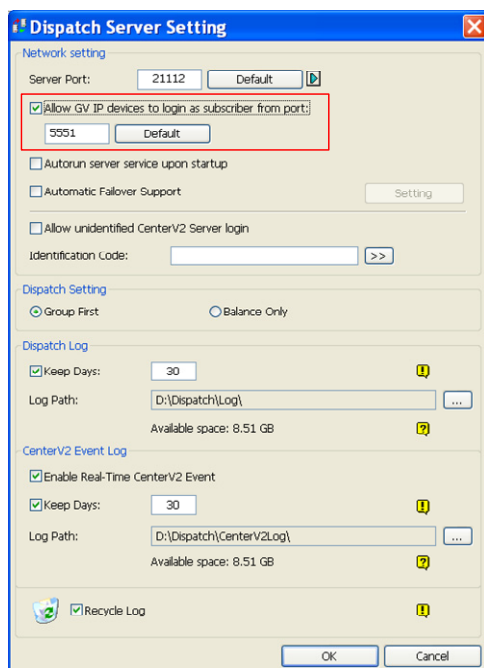 Dispatch Server Setting
Network setting
Server Port: 21112 Default
Allow GV IP devices to login as subscriber from port:
5551 Default
Autorun server service upon startup
Automatic Failover Support Setting
Allow unidentified CenterV2 Server login
Identification Code: >>
Dispatch Setting
Group First Balance Only
Dispatch Log
Keep Days: 30
Log Path: D:\Dispatch\Log\ ...
Available space: 8.51 GB
CenterV2 Event Log
Enable Real-Time CenterV2 Event
Keep Days: 30
Log Path: D:\Dispatch\CenterV2Log\ ...
Available space: 8.51 GB
Recycle Log
OK Cancel